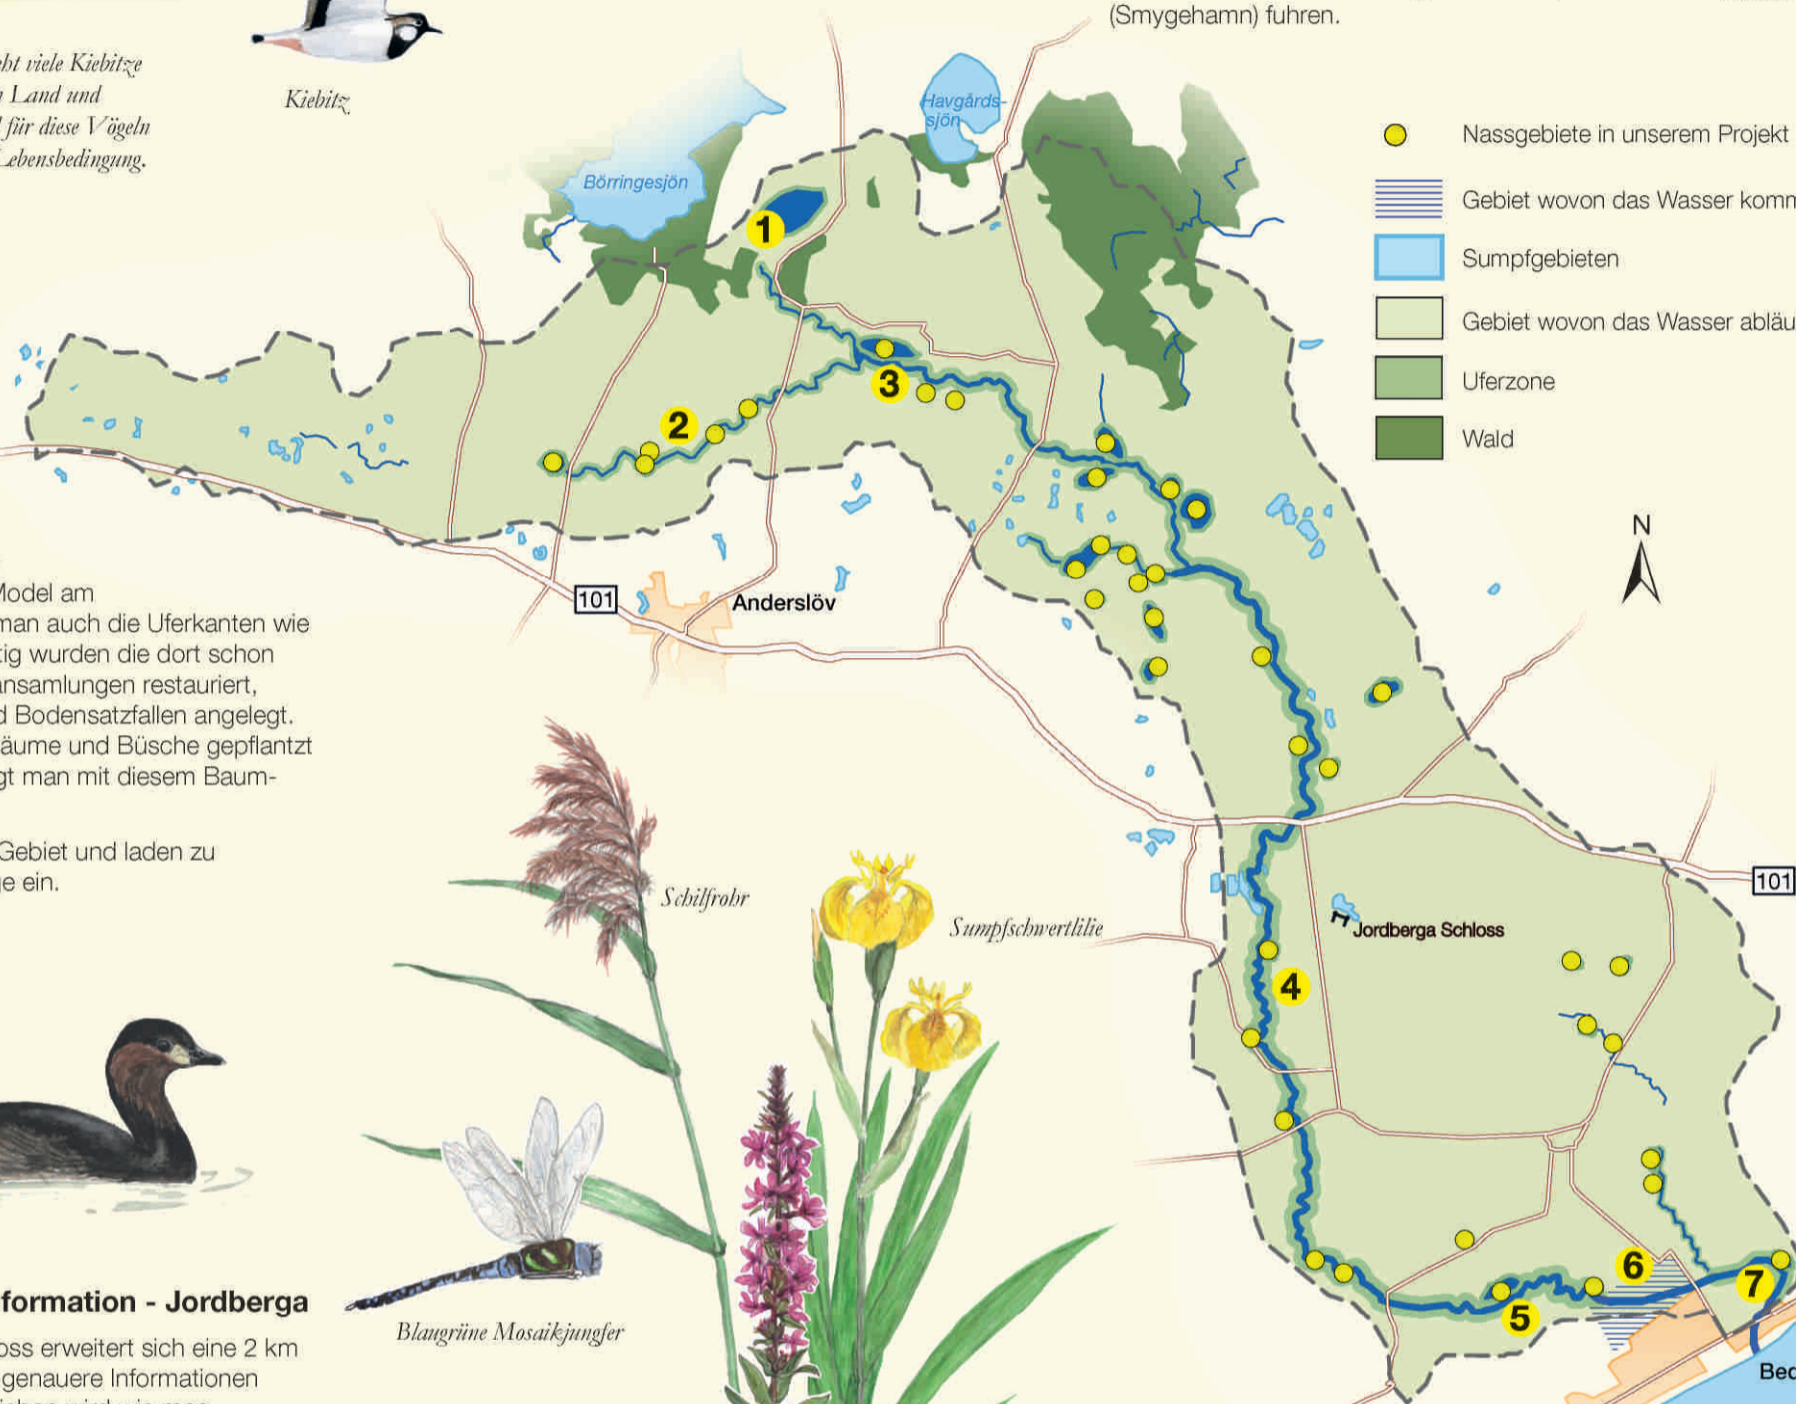 (Smygehamn) fuhren.
viele Kiebitze
Land und
für diese Vögeln
Lebensbedingung.
Kiebitz
Havgårds-
sjön
Börringesjön
Nassgebiete in unserem Projekt
Gebiet wovon das Wasser komm
Sumpfgebieten
Gebiet wovon das Wasser abläu
Uferzone
Wald
N
1
2
3
101
Anderslöv
Model am
man auch die Uferkanten wie
tig wurden die dort schon
ansamlungen restauriert,
d Bodensatzfallen angelegt.
äume und Büsche gepflantzt
gt man mit diesem Baum-
Gebiet und laden zu
e ein.
Schilfrohr
Sumpfschwertlilie
101
Jordberga Schloss
4
5
6
7
Blaugrüne Mosaikjungfer
formation - Jordberga
oss erweitert sich eine 2 km
genauere Informationen
Bed